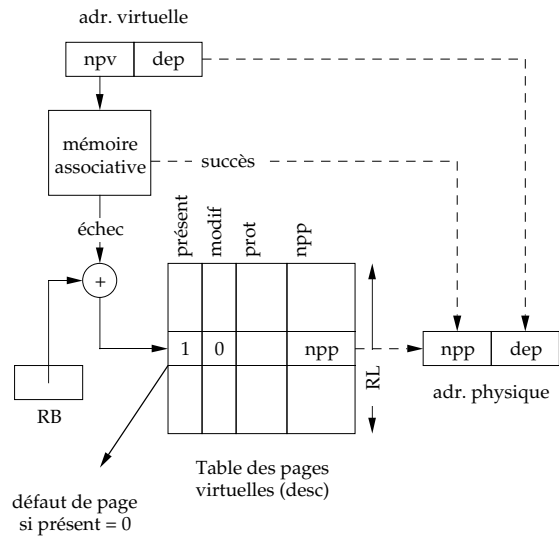 adr. virtuelle
npv dep
mémoire
associative
succès
échec
présent modif prot npp
+
1 0 npp
RL
npp dep
adr. physique
RB
Table des pages
virtuelles (desc)
défaut de page
si présent = 0